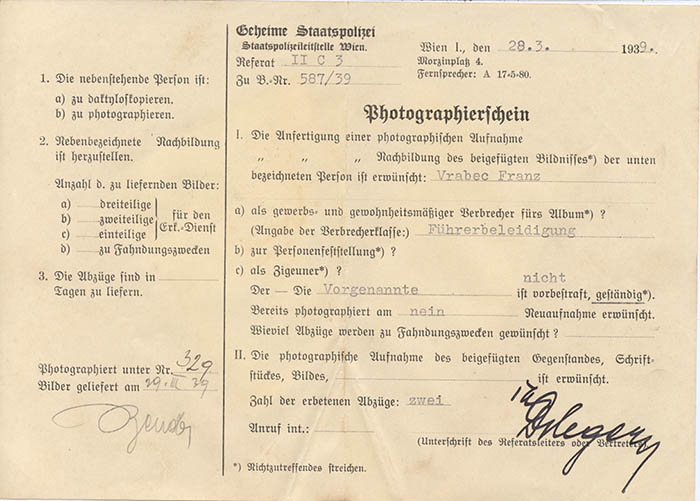 1. Die nebenstehende Person ist:
a) zu daktyloskopieren.
b) zu photographieren.
2. Nebenbezeichnete Nachbildung
ist herzustellen.
Anzahl d. zu liefernden Bilder:
a) dreiteilige
b) zweiteilige
c) einteilige
für den
Erk.-Dienst
d) zu Fahndungszwecken
3. Die Abzüge sind in
Tagen zu liefern.
Photographiert unter Nr. 329
Bilder geliefert am 29. III 39
Geheime Staatspolizei
Staatspolizeileitstelle Wien.
Referat II C 3
Zu B.-Nr. 587/39
Wien I., den 28.3. 1939.
Morzinplatz 4.
Fernsprecher: A 17-5-80.
Photographierschein
I. Die Anfertigung einer photographischen Aufnahme
„ „ „ Nachbildung des beigefügten Bildnisses*) der unten
bezeichneten Person ist erwünscht: Vrabec Franz
a) als gewerbs- und gewohnheitsmäßiger Verbrecher fürs Album*) ?
(Angabe der Verbrecherklasse:) Führerbeleidigung
b) zur Personenfeststellung*) ?
c) als Zigeuner*) ?
nicht
Der — Die Vorgenannte ist vorbestraft, geständig*).
Bereits photographiert am nein Neuaufnahme erwünscht.
Wieviel Abzüge werden zu Fahndungszwecken gewünscht ?
II. Die photographische Aufnahme des beigefügten Gegenstandes, Schrift-
stückes, Bildes, ist erwünscht.
Zahl der erbetenen Abzüge: zwei
Anruf int.:
(Unterschrift des Referatsleiters oder Vertreters)
*) Nichtzutreffendes streichen.